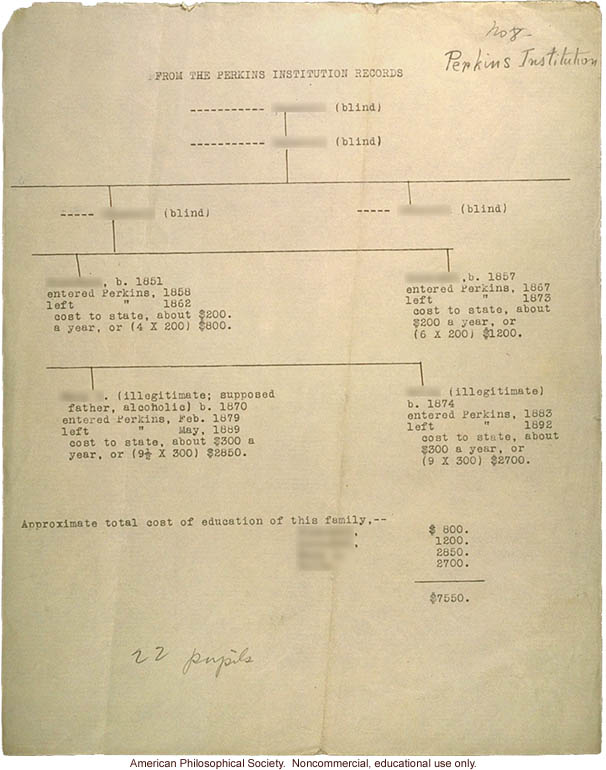 no 8-
Perkins Institution
FROM THE PERKINS INSTITUTION RECORDS
----------- (blind)
----------- (blind)
----- (blind)
----- (blind)
, b. 1851
entered Perkins, 1858
left " 1862
cost to state, about $200.
a year, or (4 X 200) $800.
,b. 1857
entered Perkins, 1867
left " 1873
cost to state, about
$200 a year, or
(6 X 200) $1200.
. (illegitimate; supposed
father, alcoholic) b. 1870
entered Perkins, Feb. 1879
left " May, 1889
cost to state, about $300 a
year, or (9½ X 300) $2850.
(illegitimate)
b. 1874
entered Perkins, 1883
left " 1892
cost to state, about
$300 a year, or
(9 X 300) $2700.
Approximate total cost of education of this family,--
, $ 800.
, 1200.
2850.
2700.
$7550.
22 pupils
American Philosophical Society. Noncommercial, educational use only.